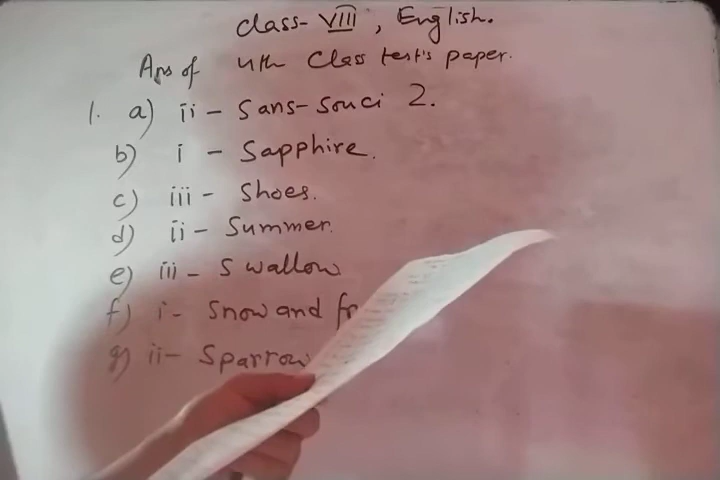 class-VIII, English.
Ans of 4th Class test's paper.
1. a) ii - Sans-Souci 2.
b) i - Sapphire.
c) iii - Shoes.
d) ii - Summer.
e) iii - Swallow
f) i - Snow and
g) ii - Sparrow